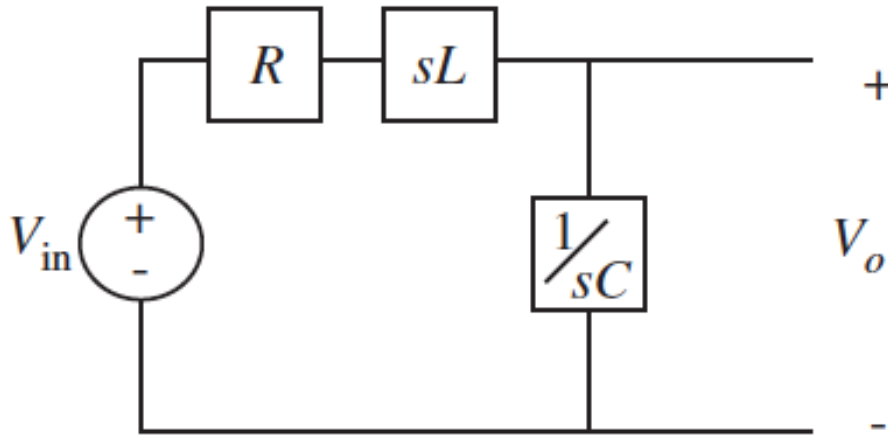 R
sL
+
V_in
+
-
1/sC
V_o
-